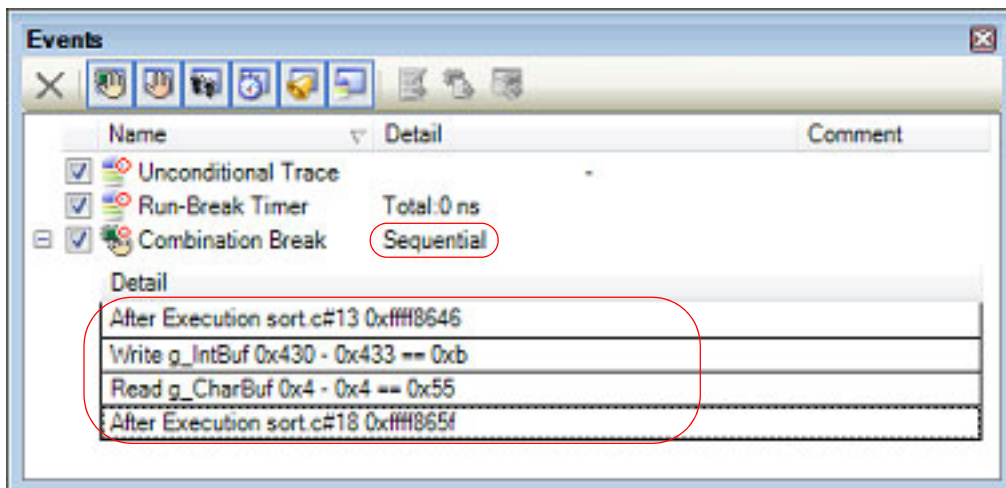 Events
Name Detail Comment
Unconditional Trace -
Run-Break Timer Total:0 ns
Combination Break Sequential
Detail
After Execution sort.c#13 0xffff8646
Write g_IntBuf 0x430 - 0x433 == 0xb
Read g_CharBuf 0x4 - 0x4 == 0x55
After Execution sort.c#18 0xffff865f